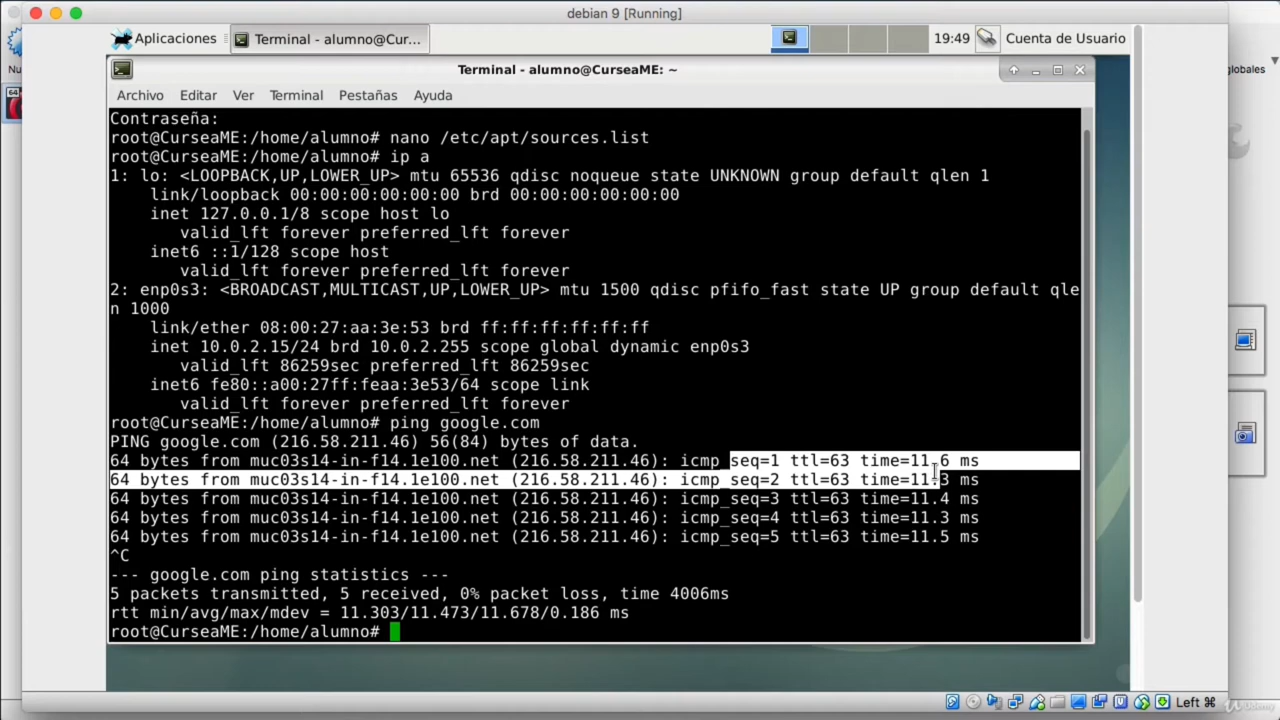 debian 9 [Running]
Aplicaciones
Terminal - alumno@Cur...
19:49
Cuenta de Usuario
Nu
globales
64
Terminal - alumno@CurseaME: ~
Archivo Editar Ver Terminal Pestañas Ayuda
Contraseña:
root@CurseaME:/home/alumno# nano /etc/apt/sources.list
root@CurseaME:/home/alumno# ip a
1: lo: <LOOPBACK,UP,LOWER_UP> mtu 65536 qdisc noqueue state UNKNOWN group default qlen 1
link/loopback 00:00:00:00:00:00 brd 00:00:00:00:00:00
inet 127.0.0.1/8 scope host lo
valid_lft forever preferred_lft forever
inet6 ::1/128 scope host
valid_lft forever preferred_lft forever
2: enp0s3: <BROADCAST,MULTICAST,UP,LOWER_UP> mtu 1500 qdisc pfifo_fast state UP group default qle
n 1000
link/ether 08:00:27:aa:3e:53 brd ff:ff:ff:ff:ff:ff
inet 10.0.2.15/24 brd 10.0.2.255 scope global dynamic enp0s3
valid_lft 86259sec preferred_lft 86259sec
inet6 fe80::a00:27ff:feaa:3e53/64 scope link
valid_lft forever preferred_lft forever
root@CurseaME:/home/alumno# ping google.com
PING google.com (216.58.211.46) 56(84) bytes of data.
64 bytes from muc03s14-in-f14.1e100.net (216.58.211.46): icmp_seq=1 ttl=63 time=11.6 ms
64 bytes from muc03s14-in-f14.1e100.net (216.58.211.46): icmp_seq=2 ttl=63 time=11.3 ms
64 bytes from muc03s14-in-f14.1e100.net (216.58.211.46): icmp_seq=3 ttl=63 time=11.4 ms
64 bytes from muc03s14-in-f14.1e100.net (216.58.211.46): icmp_seq=4 ttl=63 time=11.3 ms
64 bytes from muc03s14-in-f14.1e100.net (216.58.211.46): icmp_seq=5 ttl=63 time=11.5 ms
^C
--- google.com ping statistics ---
5 packets transmitted, 5 received, 0% packet loss, time 4006ms
rtt min/avg/max/mdev = 11.303/11.473/11.678/0.186 ms
root@CurseaME:/home/alumno#
Left ⌘
Udemy